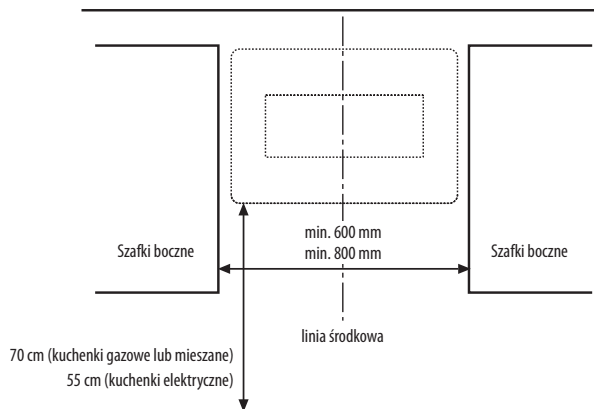 min. 600 mm
min. 800 mm
Szafki boczne
Szafki boczne
linia środkowa
70 cm (kuchenki gazowe lub mieszane)
55 cm (kuchenki elektryczne)